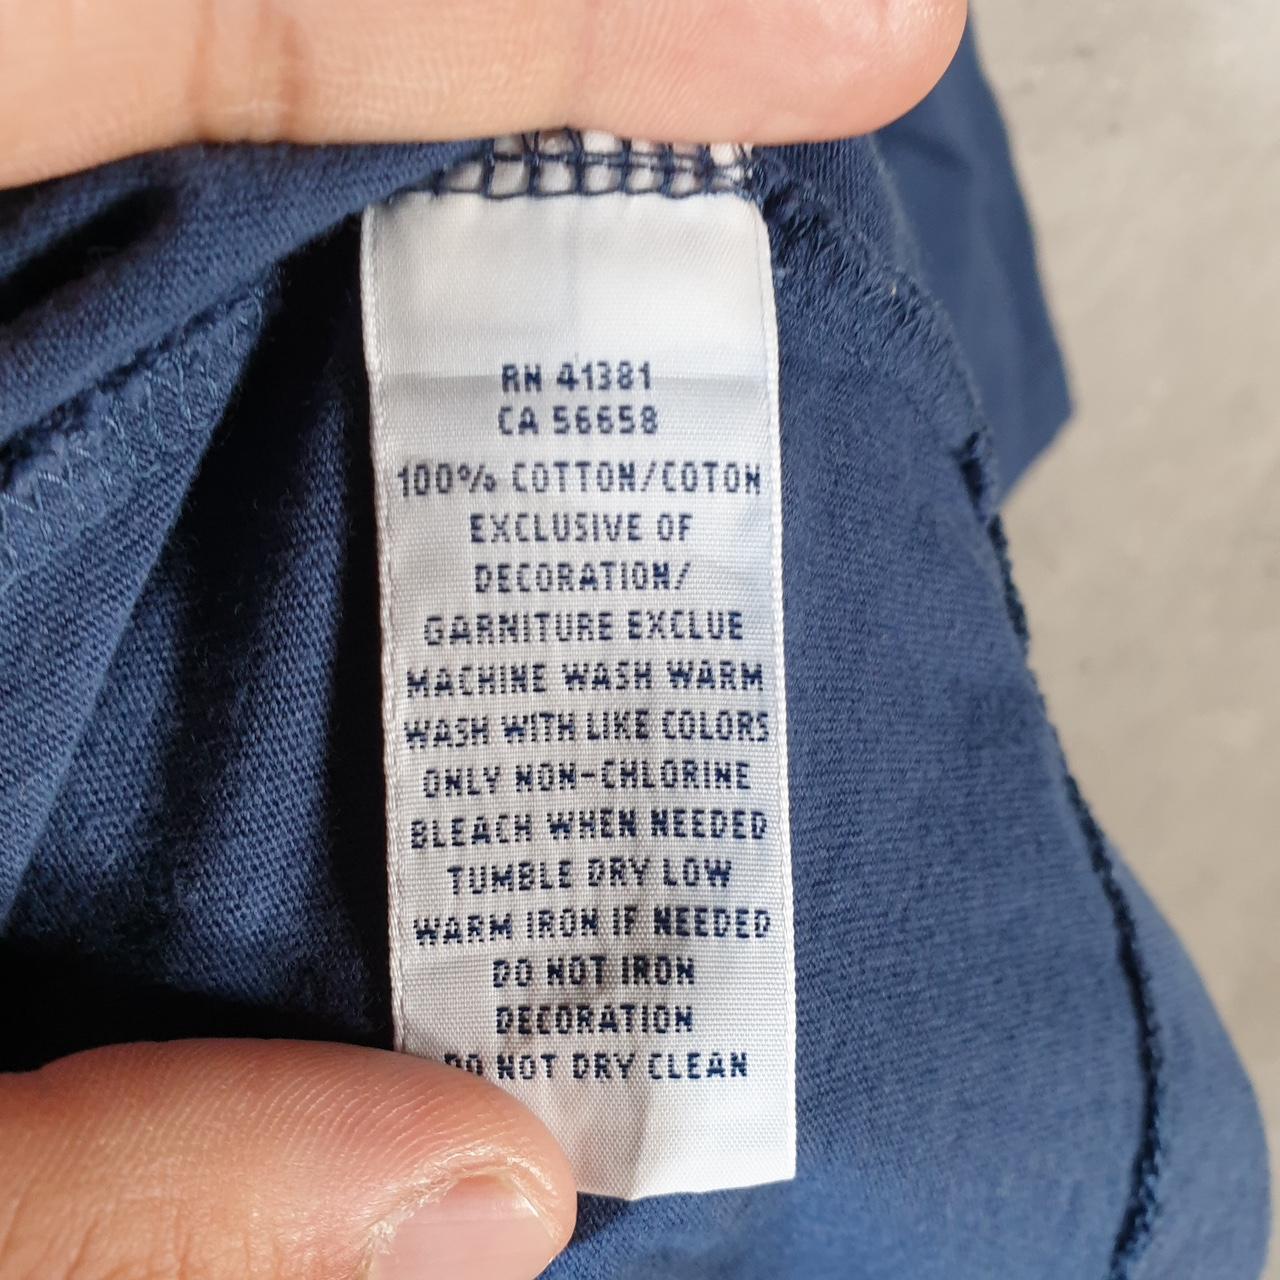 RN 41381
CA 56658
100% COTTON/COTON
EXCLUSIVE OF
DECORATION/
GARNITURE EXCLUE
MACHINE WASH WARM
WASH WITH LIKE COLORS
ONLY NON-CHLORINE
BLEACH WHEN NEEDED
TUMBLE DRY LOW
WARM IRON IF NEEDED
DO NOT IRON
DECORATION
DO NOT DRY CLEAN